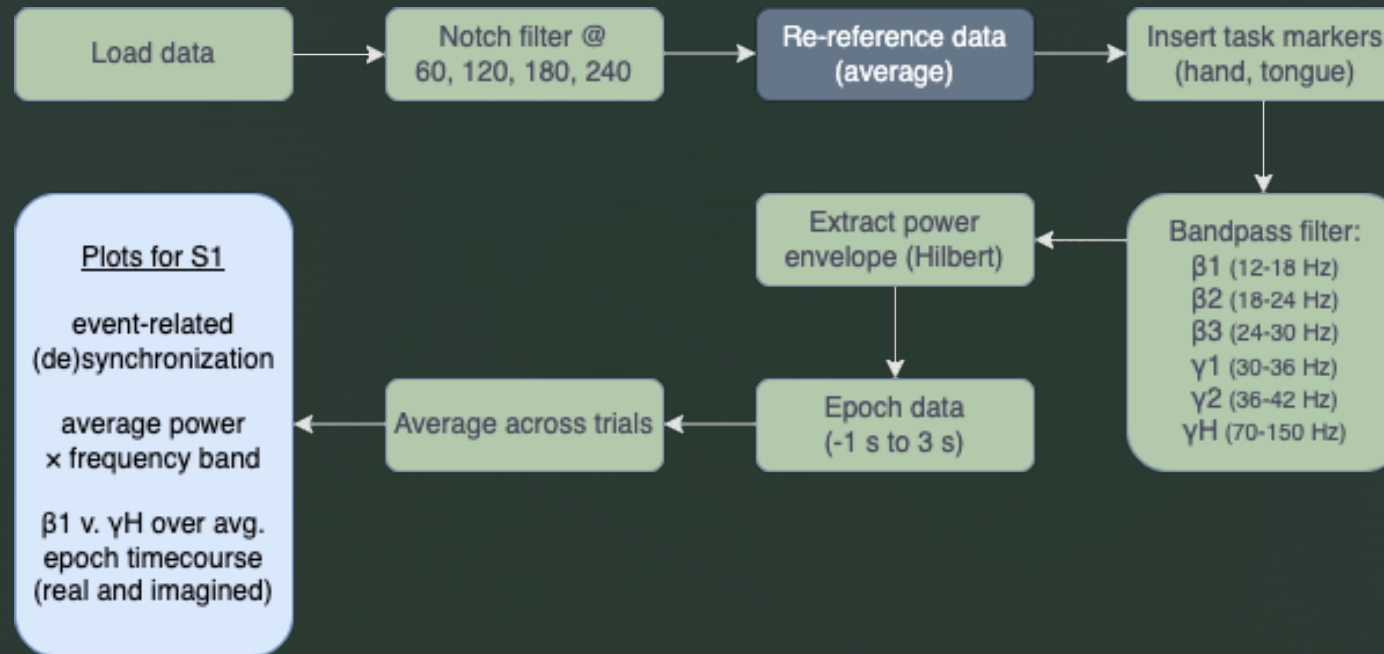 Load data
Notch filter @
60, 120, 180, 240
Re-reference data
(average)
Insert task markers
(hand, tongue)
Bandpass filter:
β1 (12-18 Hz)
β2 (18-24 Hz)
β3 (24-30 Hz)
γ1 (30-36 Hz)
γ2 (36-42 Hz)
γH (70-150 Hz)
Extract power
envelope (Hilbert)
Epoch data
(-1 s to 3 s)
Average across trials
Plots for S1
event-related
(de)synchronization
average power
× frequency band
β1 v. γH over avg.
epoch timecourse
(real and imagined)